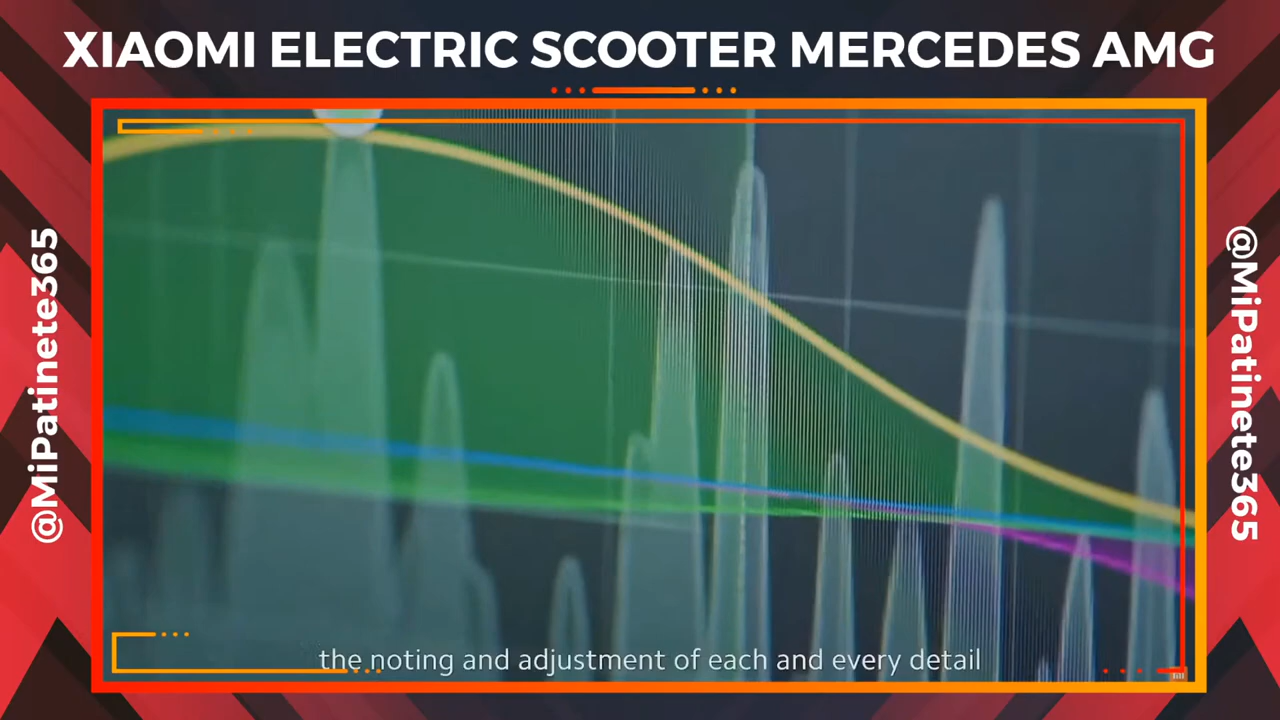 XIAOMI ELECTRIC SCOOTER MERCEDES AMG
@MiPatinete365
@MiPatinete365
the noting and adjustment of each and every detail